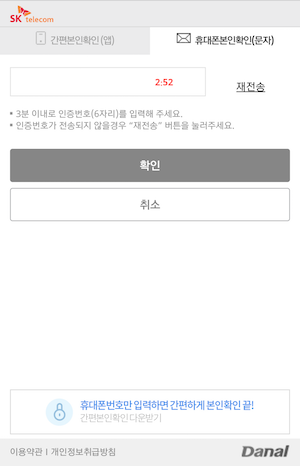 SK telecom
간편본인확인 (앱)
휴대폰본인확인(문자)
2:52
재전송
3분 이내로 인증번호(6자리)를 입력해 주세요.
인증번호가 전송되지 않을경우 "재전송" 버튼을 눌러주세요.
확인
취소
휴대폰번호만 입력하면 간편하게 본인확인 끝!
간편본인확인 다운받기
이용약관 | 개인정보취급방침
Danal